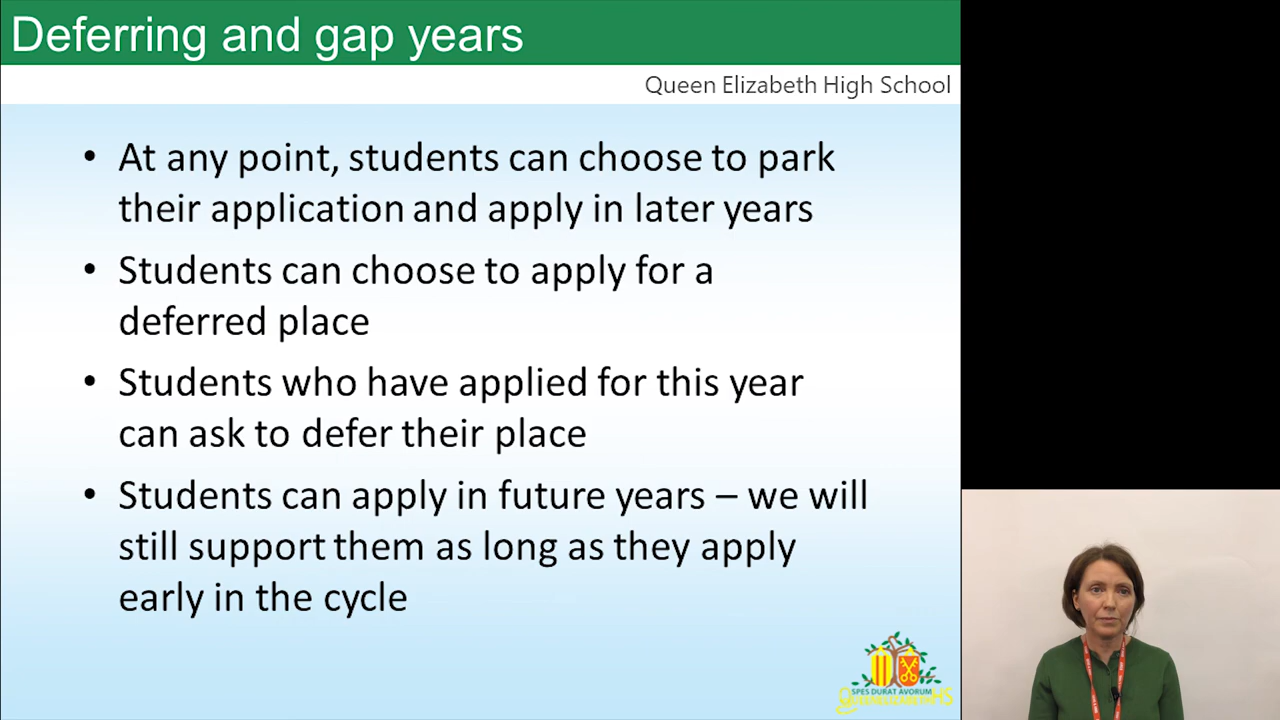 Deferring and gap years
Queen Elizabeth High School
• At any point, students can choose to park
their application and apply in later years
• Students can choose to apply for a
deferred place
• Students who have applied for this year
can ask to defer their place
• Students can apply in future years – we will
still support them as long as they apply
early in the cycle
SPES DURAT AVORUM
QueenElizabethHS